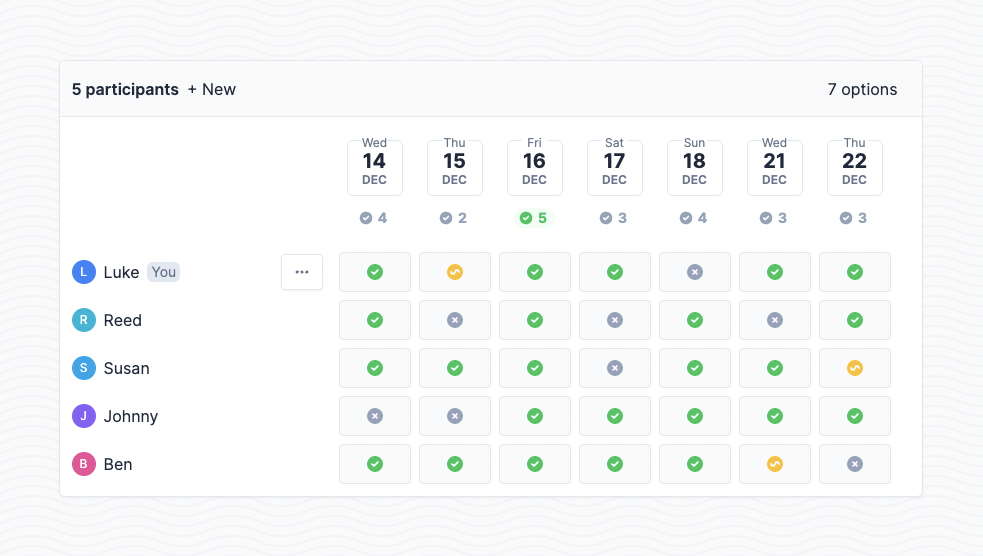 5 participants + New 7 options
Wed Thu Fri Sat Sun Wed Thu
14 15 16 17 18 21 22
DEC DEC DEC DEC DEC DEC DEC
4 2 5 3 4 3 3
L Luke You ...
R Reed
S Susan
J Johnny
B Ben